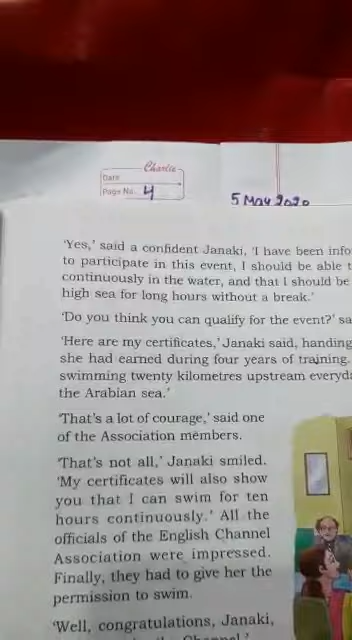 Charlie
Date
Page No. 4
5 May 2020
'Yes,' said a confident Janaki, 'I have been
to participate in this event, I should be able
continuously in the water, and that I should be
high sea for long hours without a break.'
'Do you think you can qualify for the event?'
'Here are my certificates,' Janaki said, handing
she had earned during four years of training.
swimming twenty kilometres upstream
the Arabian sea.'
'That's a lot of courage,' said one
of the Association members.
'That's not all,' Janaki smiled.
'My certificates will also show
you that I can swim for ten
hours continuously.' All the
officials of the English Channel
Association were impressed.
Finally, they had to give her the
permission to swim.
'Well, congratulations, Janaki,